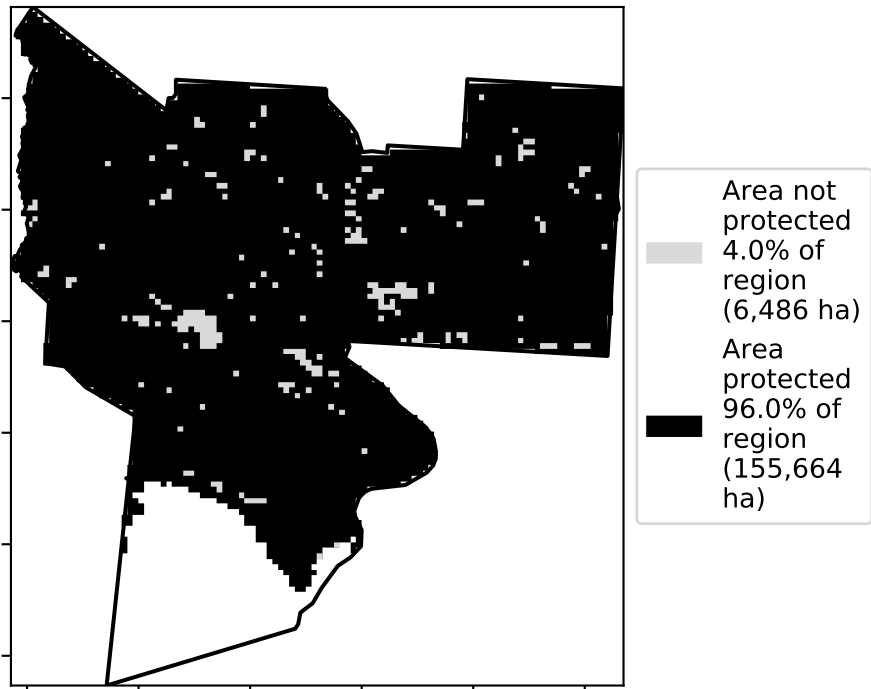 Area not
protected
4.0% of
region
(6,486 ha)
Area
protected
96.0% of
region
(155,664
ha)